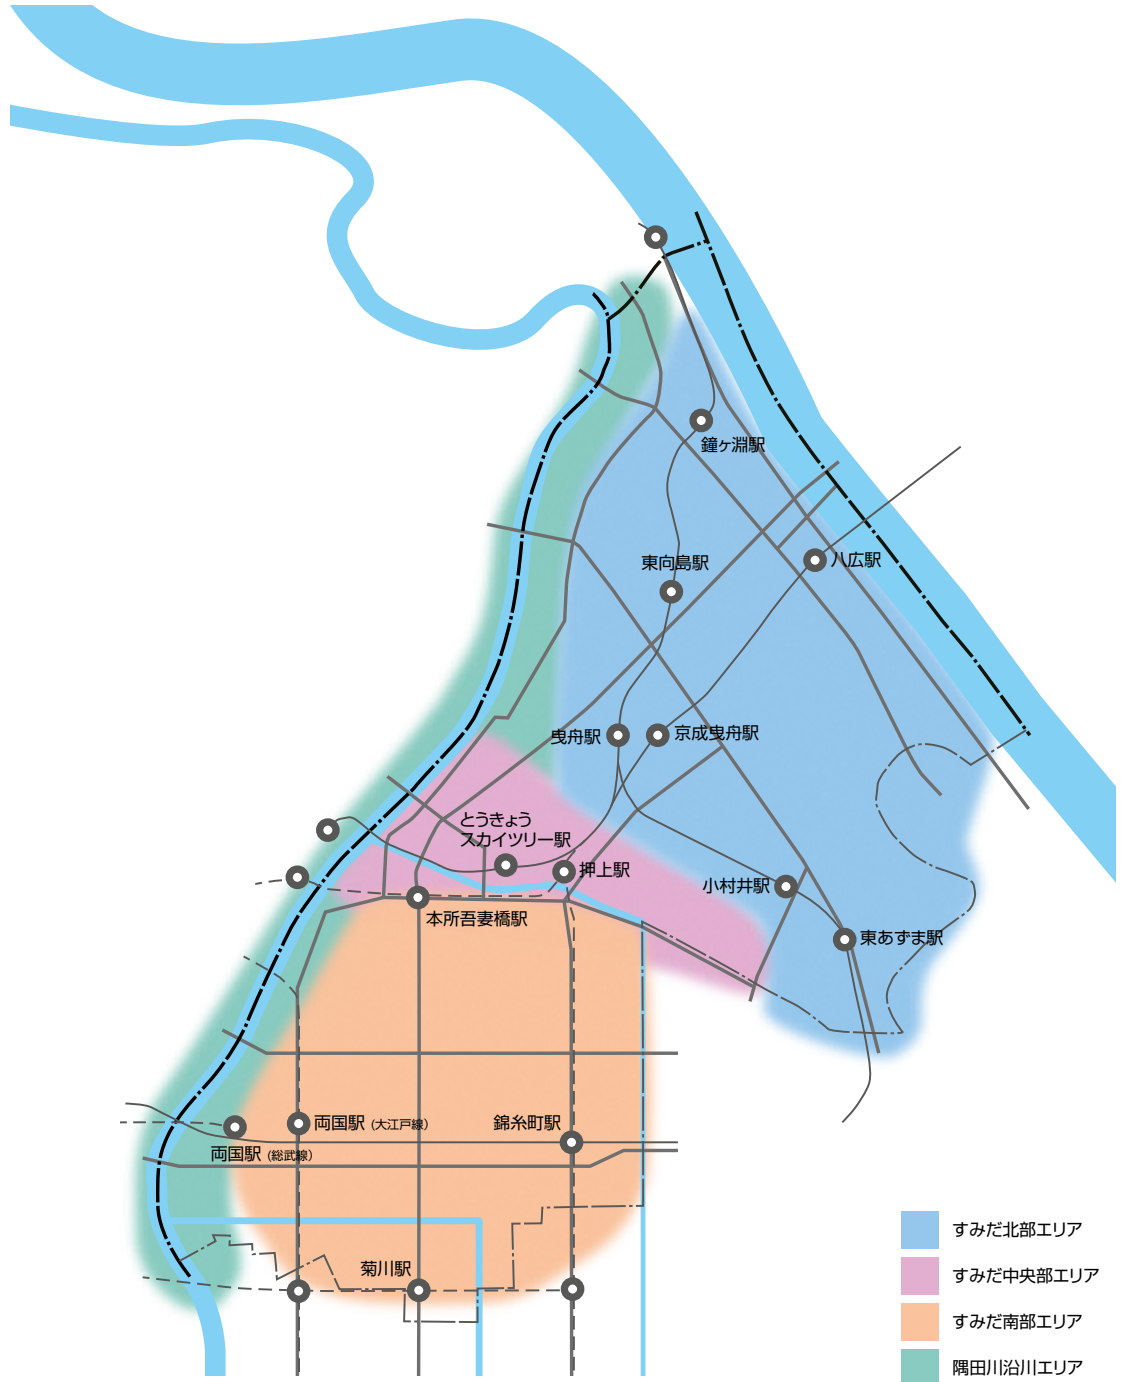 鐘ヶ淵駅
八広駅
東向島駅
曳舟駅
京成曳舟駅
とうきょう
スカイツリー駅
押上駅
小村井駅
本所吾妻橋駅
東あずま駅
両国駅 (大江戸線)
錦糸町駅
両国駅 (総武線)
菊川駅
すみだ北部エリア
すみだ中央部エリア
すみだ南部エリア
隅田川沿川エリア